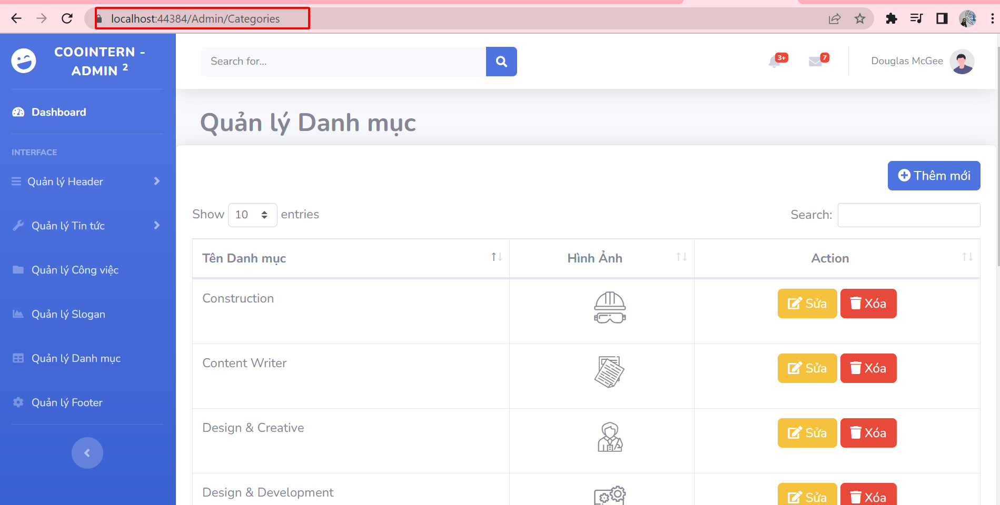 localhost:44384/Admin/Categories
COOINTERN -
ADMIN 2
Search for...
3+
7
Douglas McGee
Dashboard
INTERFACE
Quản lý Header
Quản lý Tin tức
Quản lý Công việc
Quản lý Slogan
Quản lý Danh mục
Quản lý Footer
Quản lý Danh mục
Thêm mới
Show 10 entries
Search:
Tên Danh mục Hình Ảnh Action
Construction Sửa Xóa
Content Writer Sửa Xóa
Design & Creative Sửa Xóa
Design & Development Sửa Xóa